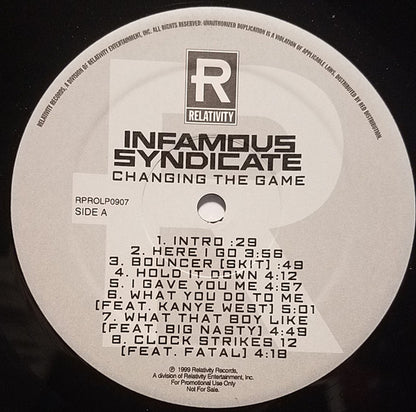 RELATIVITY RECORDS, A DIVISION OF RELATIVITY ENTERTAINMENT, INC. ALL RIGHTS RESERVED. UNAUTHORIZED DUPLICATION IS A VIOLATION OF APPLICABLE LAWS. DISTRIBUTED BY RED DISTRIBUTION.
R
RELATIVITY
INFAMOUS
SYNDICATE
CHANGING THE GAME
RPROLP0907
SIDE A
1. INTRO :29
2. HERE I GO 3:56
3. BOUNCER [SKIT] :49
4. HOLD IT DOWN 4:12
5. I GAVE YOU ME 4:57
6. WHAT YOU DO TO ME
[FEAT. KANYE WEST] 5:01
7. WHAT THAT BOY LIKE
[FEAT. BIG NASTY] 4:49
8. CLOCK STRIKES 12
[FEAT. FATAL] 4:18
℗ 1999 Relativity Records,
A division of Relativity Entertainment, Inc.
For Promotional Use Only
Not For Sale.